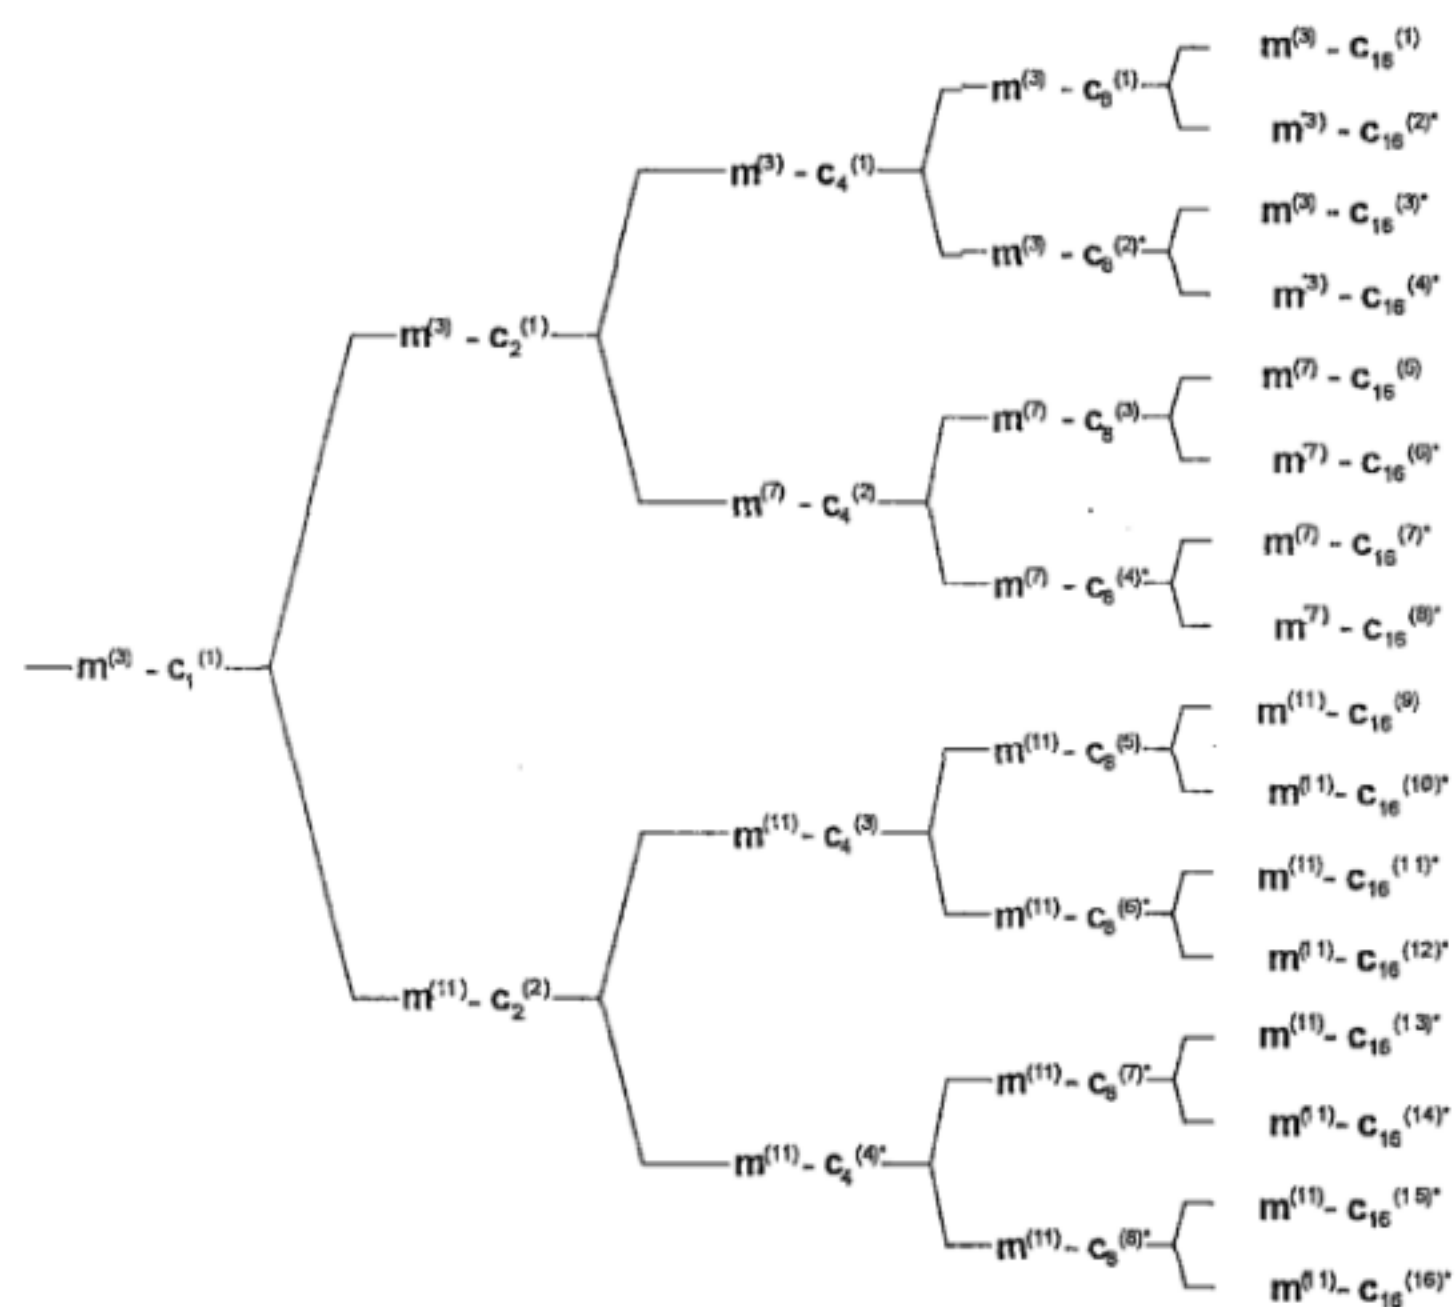 m⁽³⁾ - c₁₆⁽¹⁾
m⁽³⁾ - c₈⁽¹⁾
m⁽³⁾ - c₁₆⁽²⁾*
m⁽³⁾ - c₄⁽¹⁾
m⁽³⁾ - c₁₆⁽³⁾*
m⁽³⁾ - c₈⁽²⁾*
m⁽³⁾ - c₁₆⁽⁴⁾*
m⁽³⁾ - c₂⁽¹⁾
m⁽⁷⁾ - c₁₆⁽⁵⁾
m⁽⁷⁾ - c₈⁽³⁾
m⁽⁷⁾ - c₁₆⁽⁶⁾*
m⁽⁷⁾ - c₄⁽²⁾
m⁽⁷⁾ - c₁₆⁽⁷⁾*
m⁽⁷⁾ - c₈⁽⁴⁾*
m⁽⁷⁾ - c₁₆⁽⁸⁾*
m⁽³⁾ - c₁⁽¹⁾
m⁽¹¹⁾ - c₁₆⁽⁹⁾
m⁽¹¹⁾ - c₈⁽⁵⁾
m⁽¹¹⁾ - c₁₆⁽¹⁰⁾*
m⁽¹¹⁾ - c₄⁽³⁾
m⁽¹¹⁾ - c₁₆⁽¹¹⁾*
m⁽¹¹⁾ - c₈⁽⁶⁾*
m⁽¹¹⁾ - c₁₆⁽¹²⁾*
m⁽¹¹⁾ - c₂⁽²⁾
m⁽¹¹⁾ - c₁₆⁽¹³⁾*
m⁽¹¹⁾ - c₈⁽⁷⁾*
m⁽¹¹⁾ - c₁₆⁽¹⁴⁾*
m⁽¹¹⁾ - c₄⁽⁴⁾*
m⁽¹¹⁾ - c₁₆⁽¹⁵⁾*
m⁽¹¹⁾ - c₈⁽⁸⁾*
m⁽¹¹⁾ - c₁₆⁽¹⁶⁾*